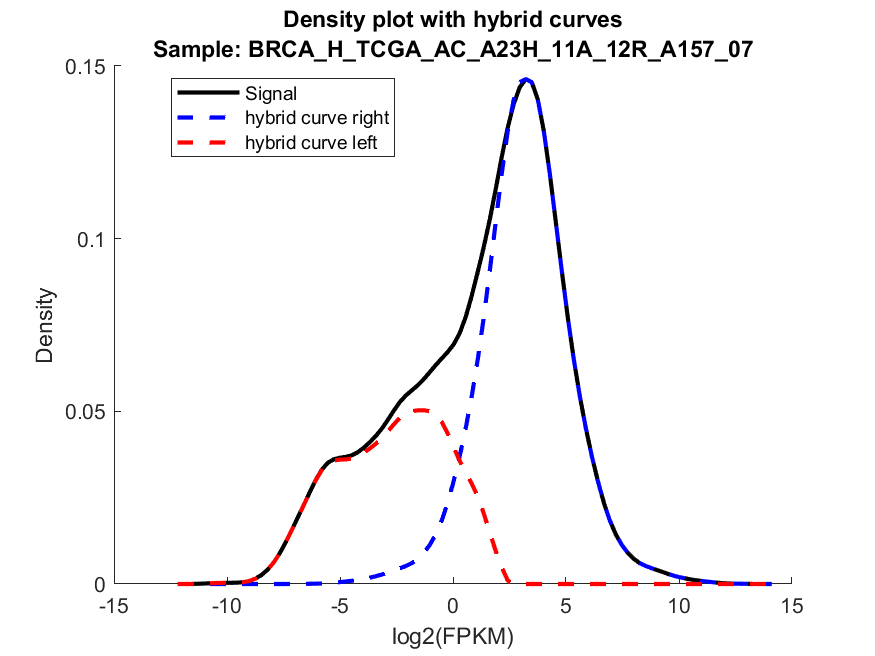 Density plot with hybrid curves
Sample: BRCA_H_TCGA_AC_A23H_11A_12R_A157_07
Signal
hybrid curve right
hybrid curve left
0.15
0.1
0.05
0
Density
-15
-10
-5
0
5
10
15
log2(FPKM)